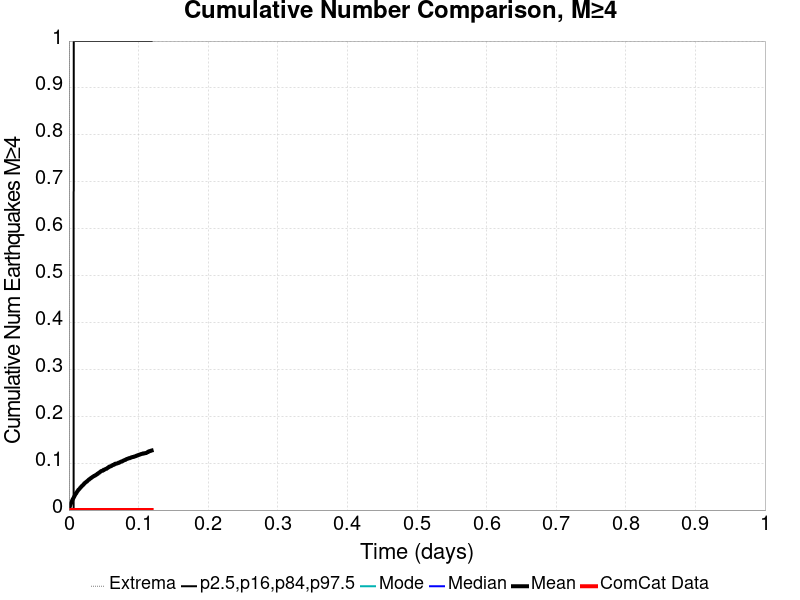 Cumulative Number Comparison, M≥4
Cumulative Num Earthquakes M≥4
1
0.9
0.8
0.7
0.6
0.5
0.4
0.3
0.2
0.1
0
0 0.1 0.2 0.3 0.4 0.5 0.6 0.7 0.8 0.9 1
Time (days)
Extrema p2.5,p16,p84,p97.5 Mode Median Mean ComCat Data